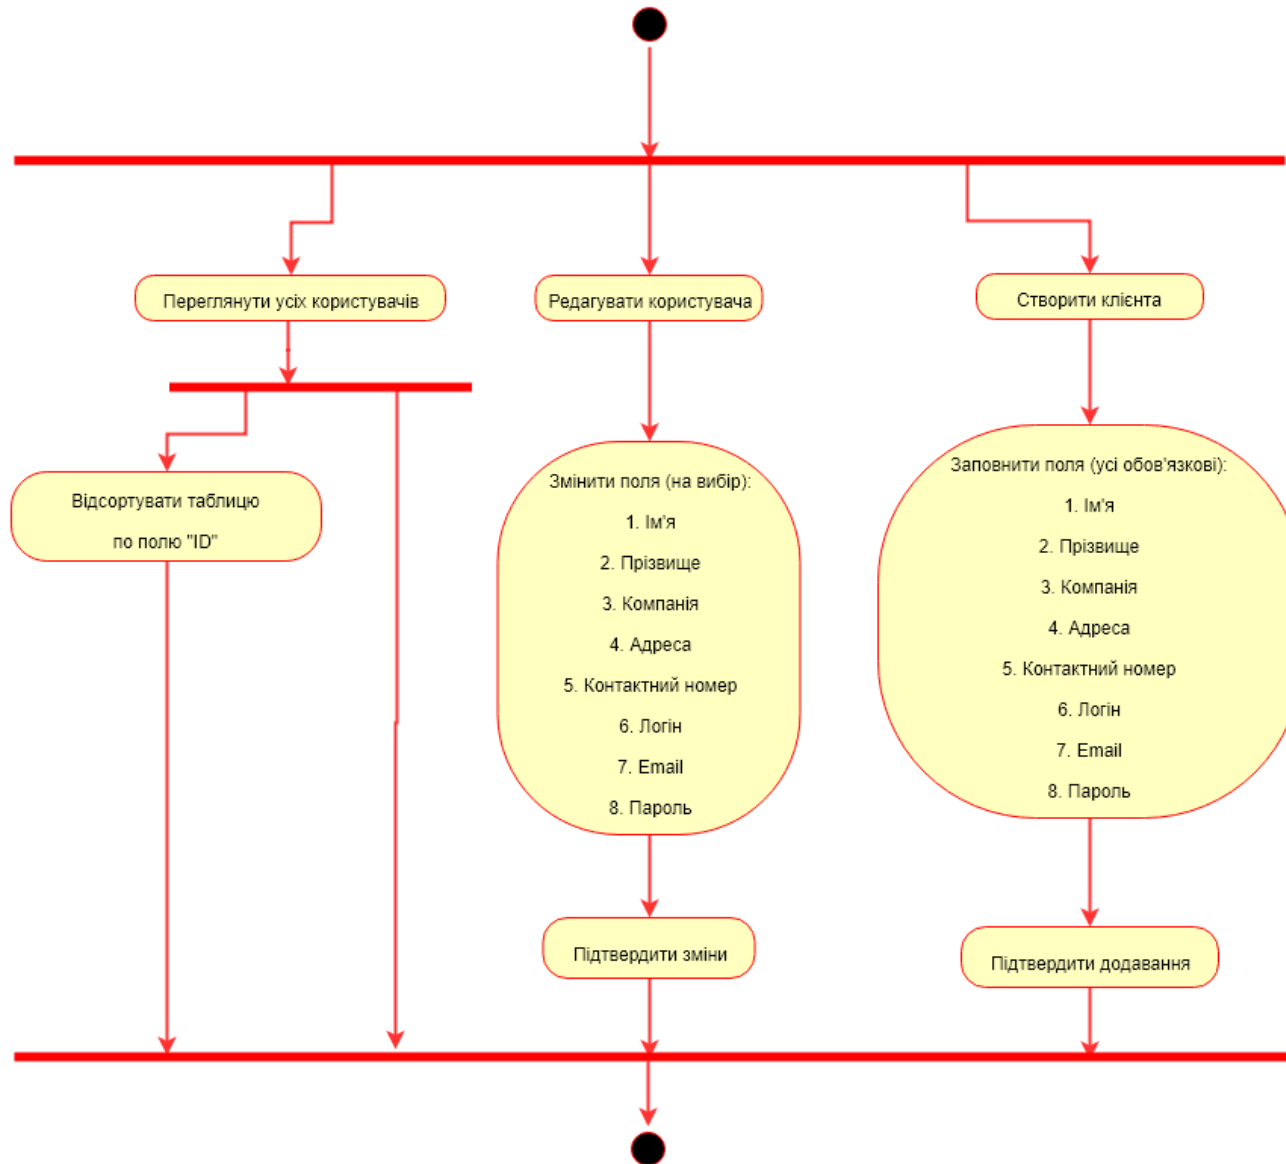 Переглянути усіх користувачів
Редагувати користувача
Створити клієнта
Відсортувати таблицю
по полю "ID"
Змінити поля (на вибір):
1. Ім'я
2. Прізвище
3. Компанія
4. Адреса
5. Контактний номер
6. Логін
7. Email
8. Пароль
Заповнити поля (усі обов'язкові):
1. Ім'я
2. Прізвище
3. Компанія
4. Адреса
5. Контактний номер
6. Логін
7. Email
8. Пароль
Підтвердити зміни
Підтвердити додавання